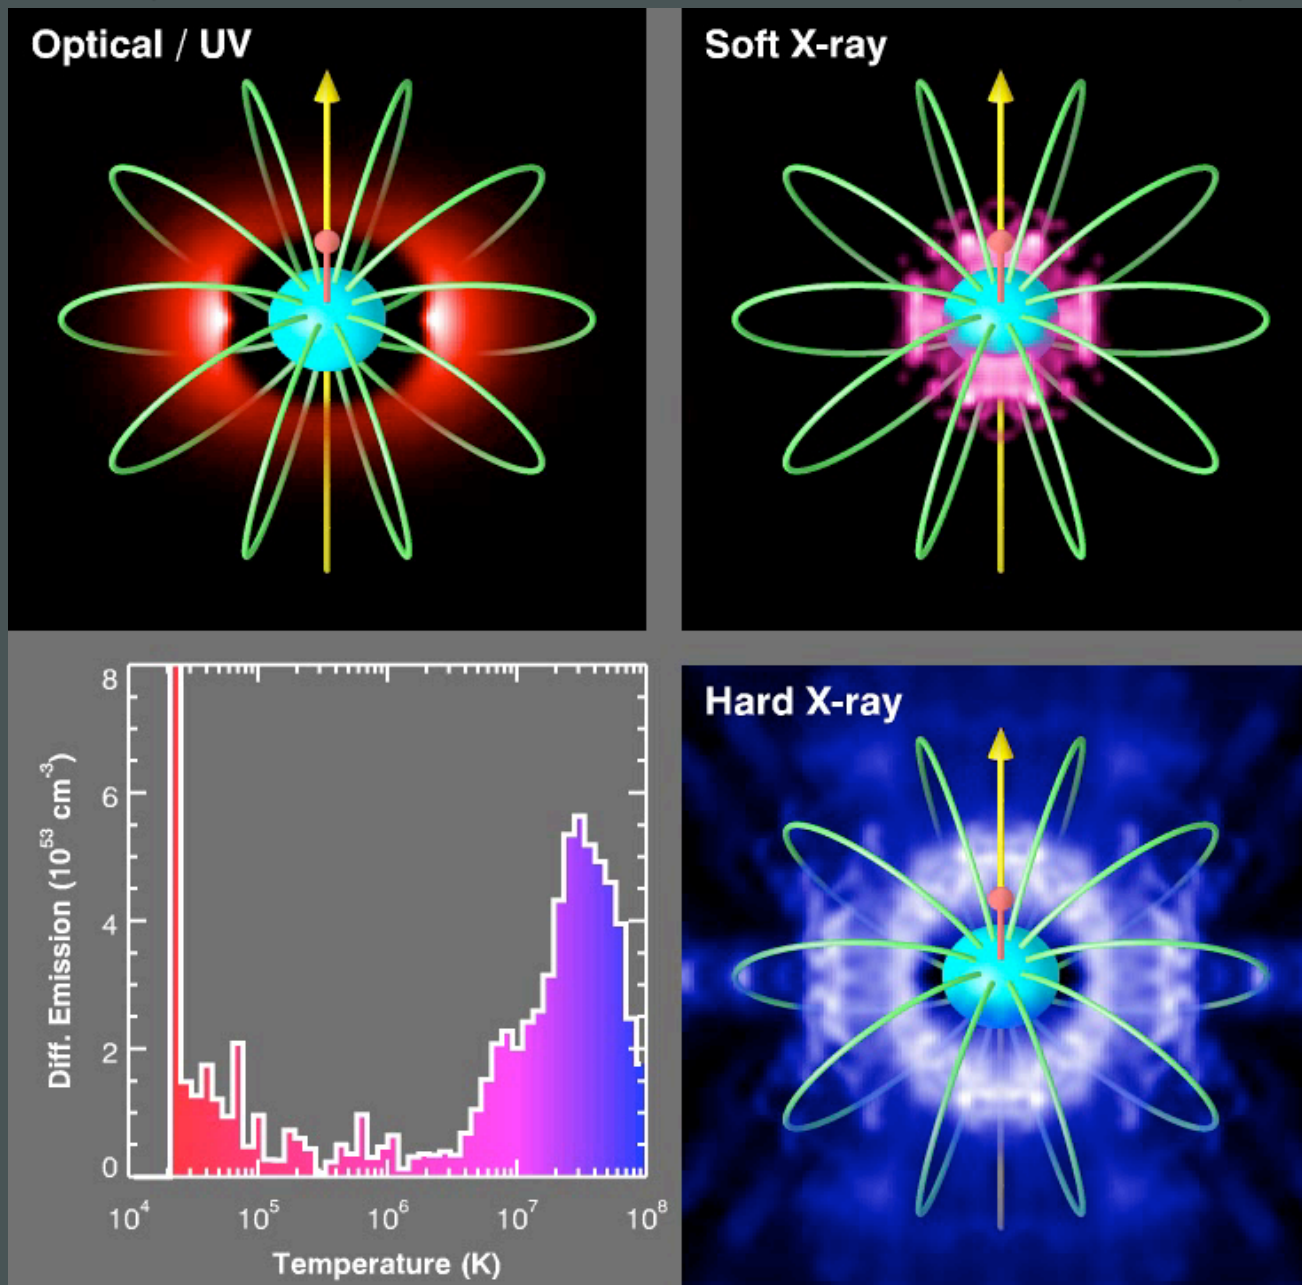 Optical / UV
Soft X-ray
Hard X-ray
8
6
4
2
0
Diff. Emission (10⁵³ cm⁻³)
10⁴ 10⁵ 10⁶ 10⁷ 10⁸
Temperature (K)